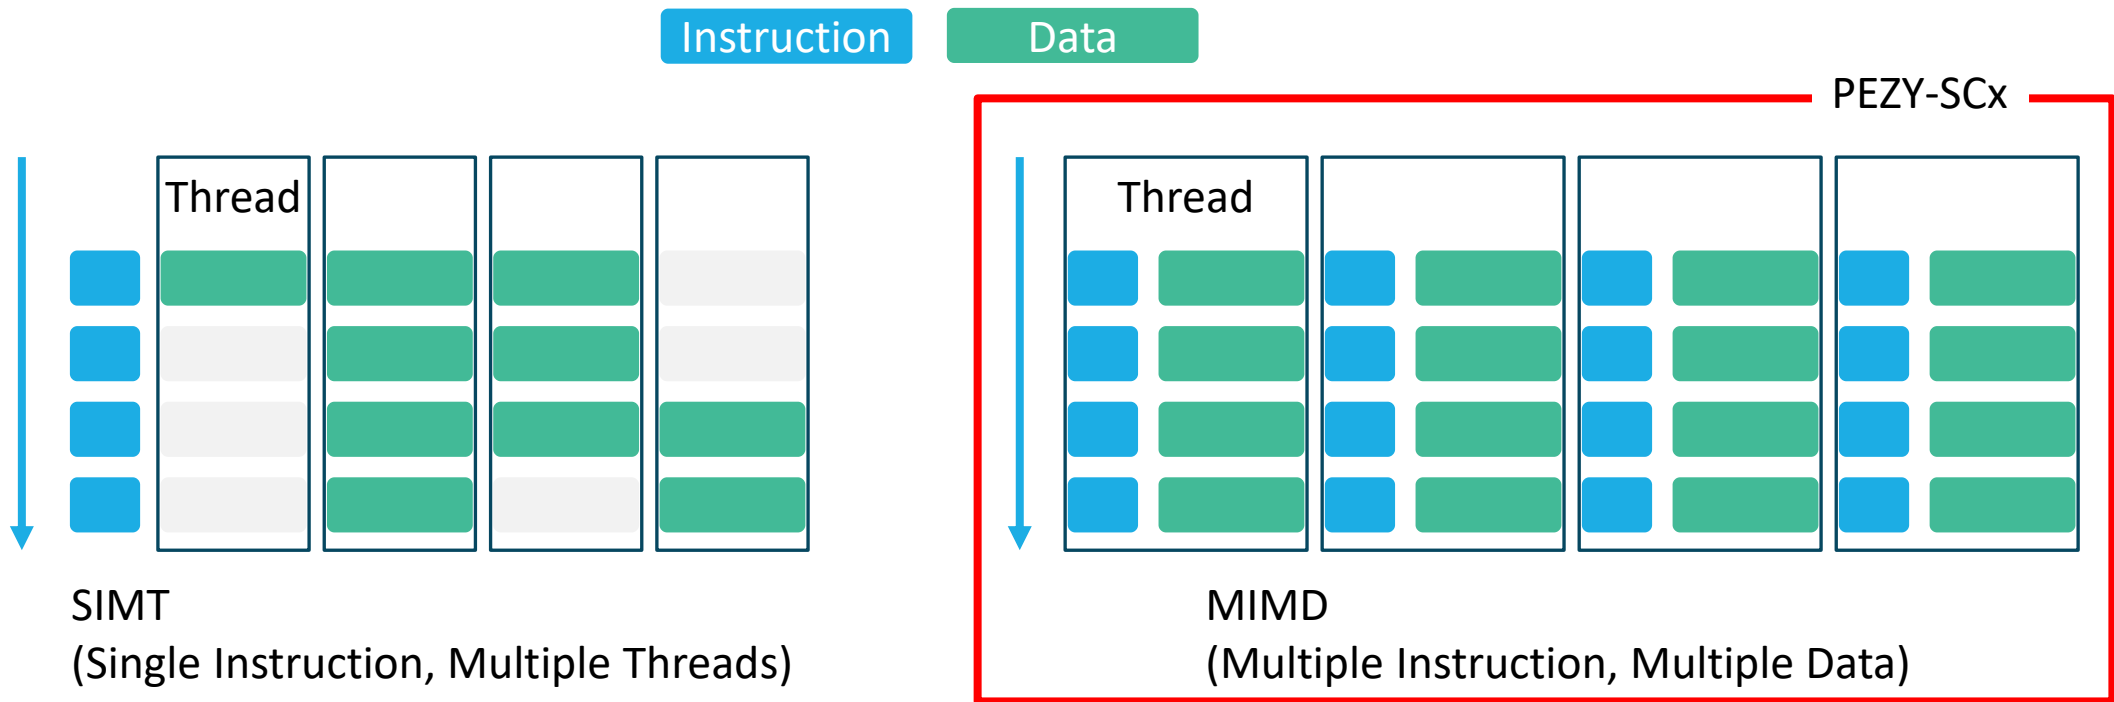 Instruction
Data
PEZY-SCx
Thread
Thread
SIMT
(Single Instruction, Multiple Threads)
MIMD
(Multiple Instruction, Multiple Data)